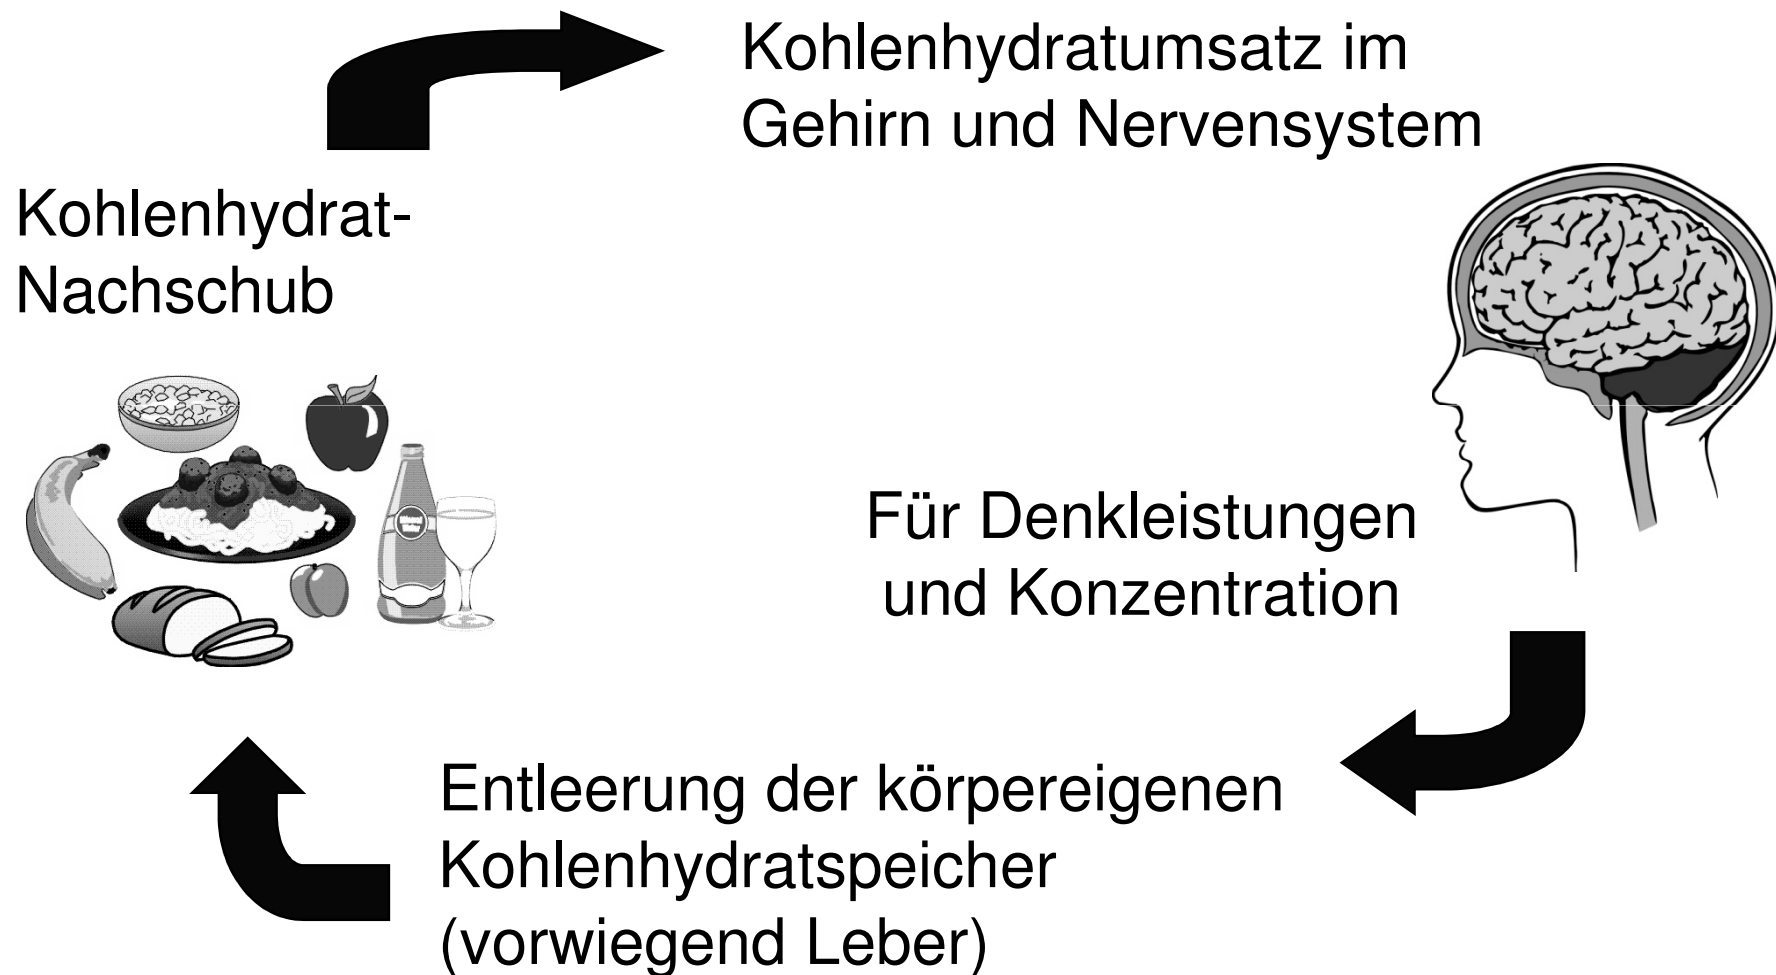 Kohlenhydratumsatz im
Gehirn und Nervensystem
Kohlenhydrat-
Nachschub
Für Denkleistungen
und Konzentration
Entleerung der körpereigenen
Kohlenhydratspeicher
(vorwiegend Leber)